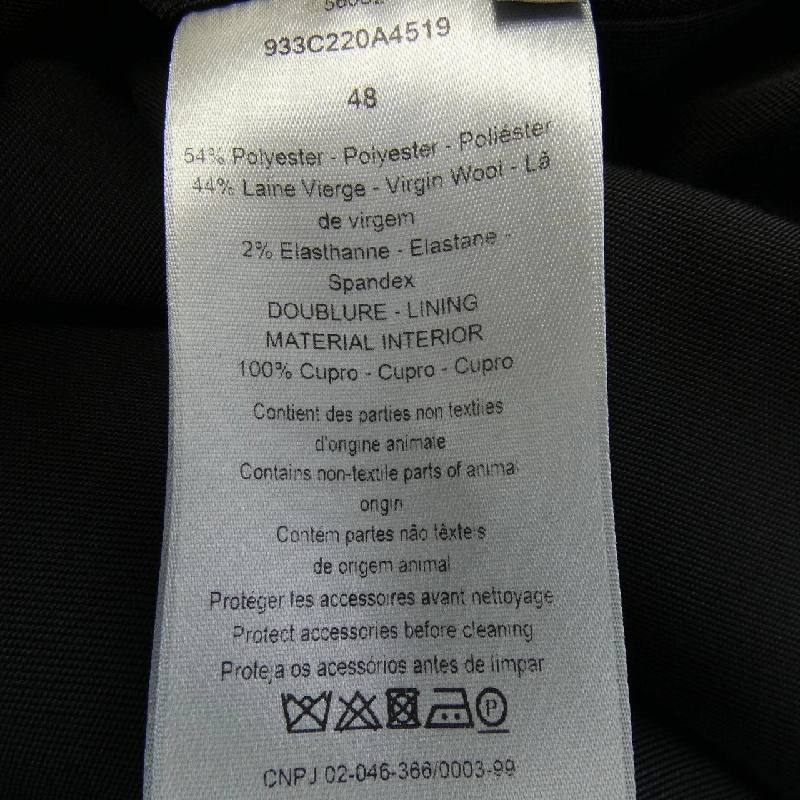 933C220A4519
48
54% Polyester - Polyester - Poliéster
44% Laine Vierge - Virgin Wool - Lã
de virgem
2% Elasthanne - Elastane -
Spandex
DOUBLURE - LINING
MATERIAL INTERIOR
100% Cupro - Cupro - Cupro
Contient des parties non textiles
d'origine animale
Contains non-textile parts of animal
origin
Contém partes não têxteis
de origem animal
Protéger les accessoires avant nettoyage
Protect accessories before cleaning
Proteja os acessórios antes de limpar
P
CNPJ 02-046-366/0003-99